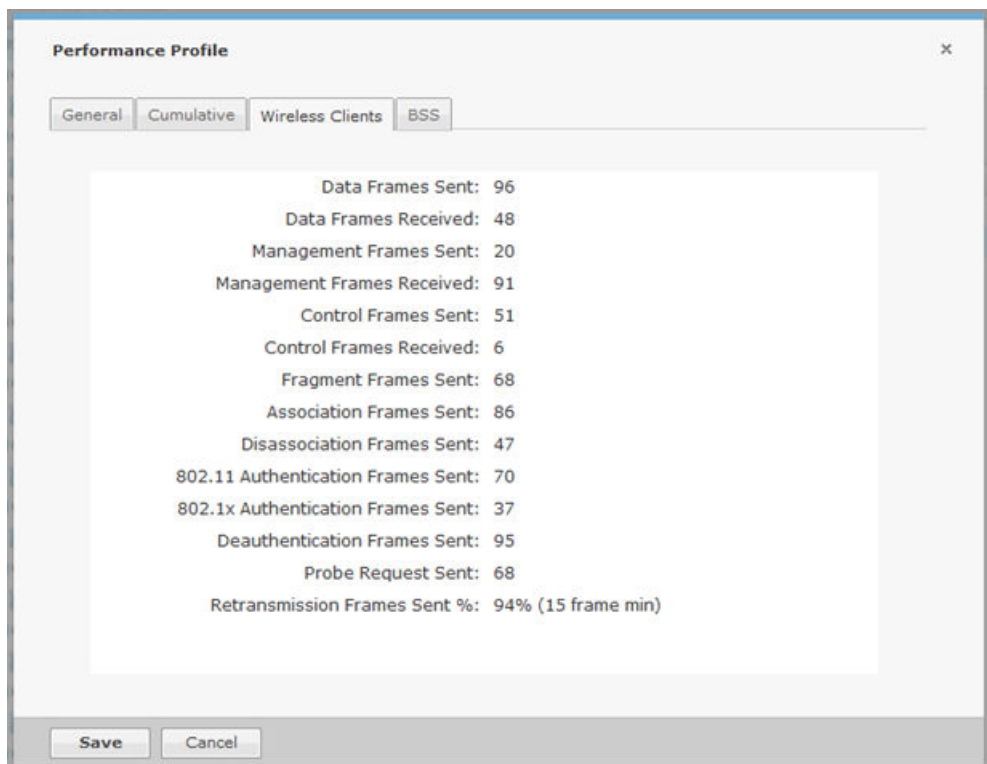 Performance Profile ×
General Cumulative Wireless Clients BSS
Data Frames Sent: 96
Data Frames Received: 48
Management Frames Sent: 20
Management Frames Received: 91
Control Frames Sent: 51
Control Frames Received: 6
Fragment Frames Sent: 68
Association Frames Sent: 86
Disassociation Frames Sent: 47
802.11 Authentication Frames Sent: 70
802.1x Authentication Frames Sent: 37
Deauthentication Frames Sent: 95
Probe Request Sent: 68
Retransmission Frames Sent %: 94% (15 frame min)
Save Cancel